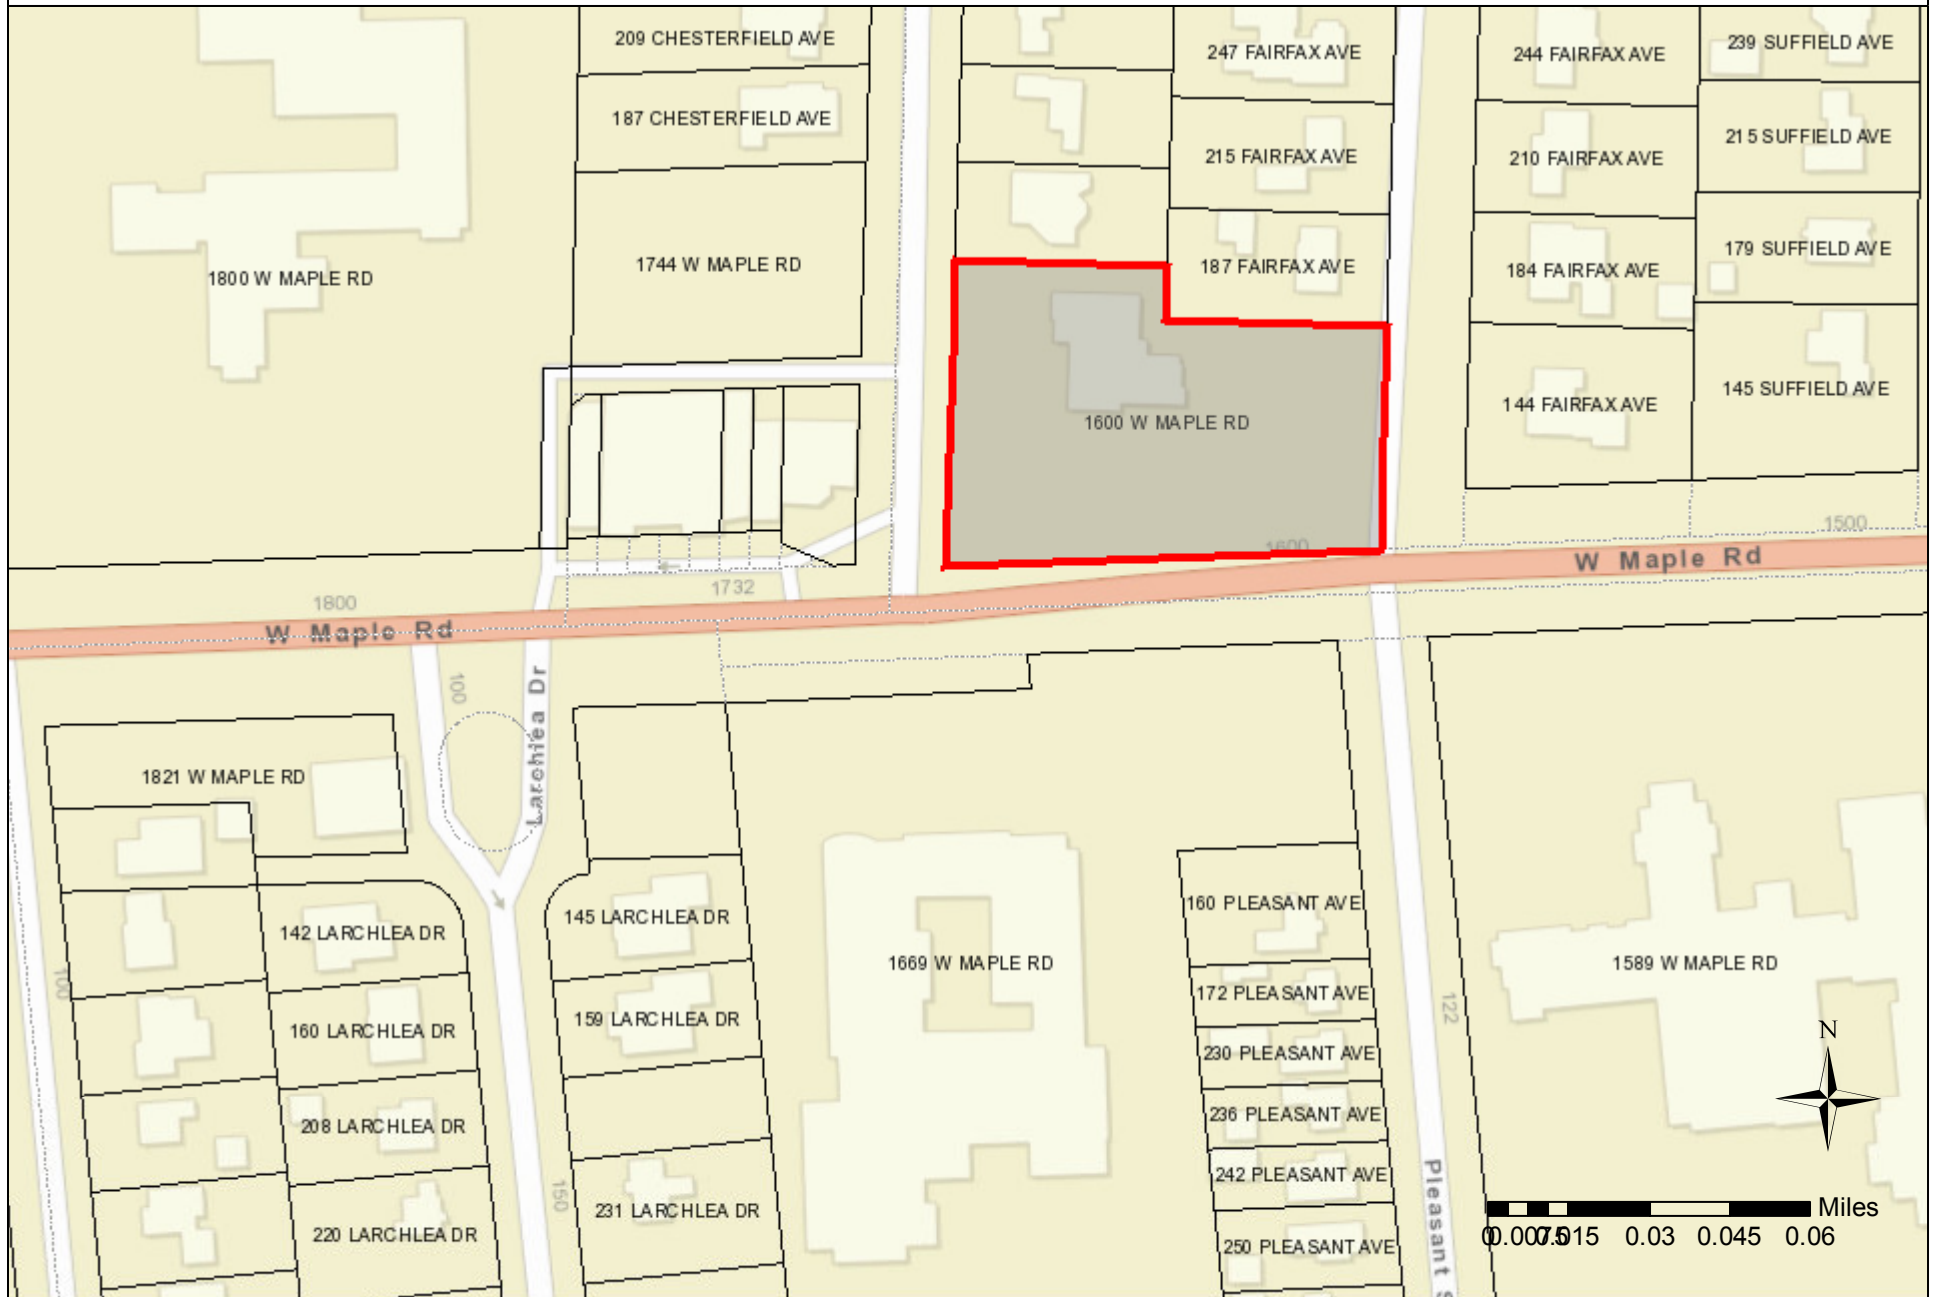 209 CHESTERFIELD AVE
247 FAIRFAX AVE
244 FAIRFAX AVE
239 SUFFIELD AVE
187 CHESTERFIELD AVE
215 FAIRFAX AVE
210 FAIRFAX AVE
215 SUFFIELD AVE
1800 W MAPLE RD
1744 W MAPLE RD
187 FAIRFAX AVE
184 FAIRFAX AVE
179 SUFFIELD AVE
1600 W MAPLE RD
144 FAIRFAX AVE
145 SUFFIELD AVE
1500
1600
W Maple Rd
1732
1800
W Maple Rd
100
Larchlea Dr
1821 W MAPLE RD
142 LARCHLEA DR
145 LARCHLEA DR
160 PLEASANT AVE
100
1669 W MAPLE RD
1589 W MAPLE RD
172 PLEASANT AVE
122
160 LARCHLEA DR
159 LARCHLEA DR
230 PLEASANT AVE
N
208 LARCHLEA DR
236 PLEASANT AVE
150
242 PLEASANT AVE
Pleasant S
220 LARCHLEA DR
231 LARCHLEA DR
250 PLEASANT AVE
Miles
0 0.0075 0.015 0.03 0.045 0.06